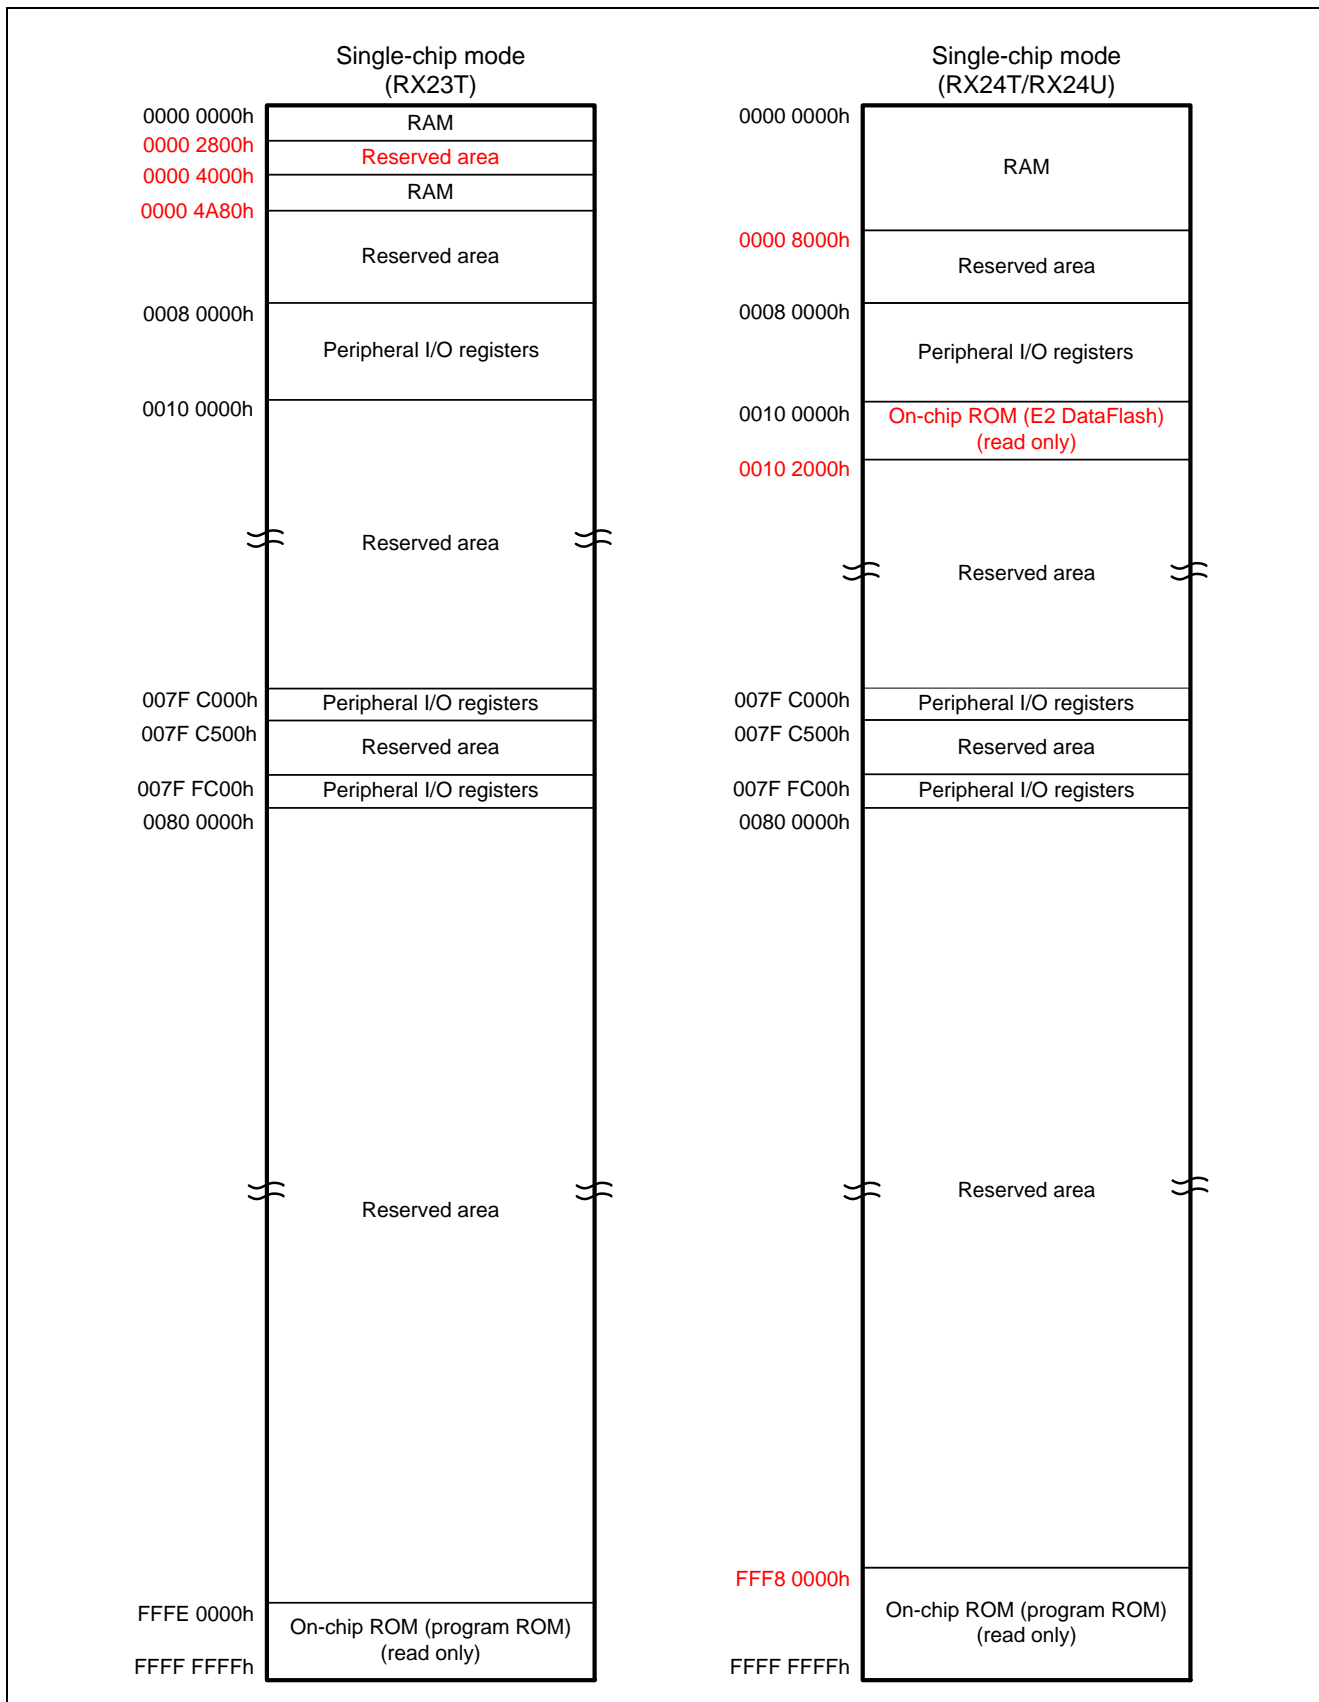 Single-chip mode
(RX23T)
0000 0000h
RAM
0000 2800h
Reserved area
0000 4000h
RAM
0000 4A80h
Reserved area
0008 0000h
Peripheral I/O registers
0010 0000h
Reserved area
007F C000h
Peripheral I/O registers
007F C500h
Reserved area
007F FC00h
Peripheral I/O registers
0080 0000h
Reserved area
FFFE 0000h
On-chip ROM (program ROM)
(read only)
FFFF FFFFh
Single-chip mode
(RX24T/RX24U)
0000 0000h
RAM
0000 8000h
Reserved area
0008 0000h
Peripheral I/O registers
0010 0000h
On-chip ROM (E2 DataFlash)
(read only)
0010 2000h
Reserved area
007F C000h
Peripheral I/O registers
007F C500h
Reserved area
007F FC00h
Peripheral I/O registers
0080 0000h
Reserved area
FFF8 0000h
On-chip ROM (program ROM)
(read only)
FFFF FFFFh